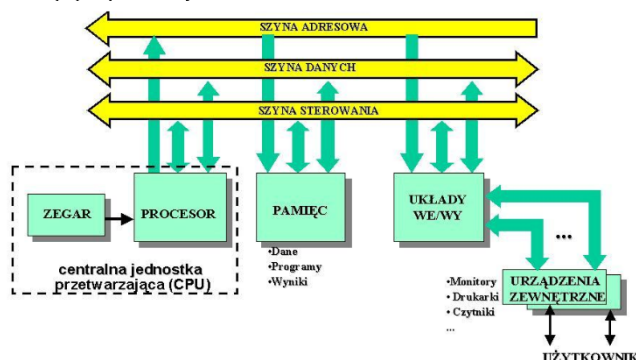 SZYNA ADRESOWA
SZYNA DANYCH
SZYNA STEROWANIA
ZEGAR
PROCESOR
PAMIĘC
UKŁADY
WE/WY
...
centralna jednostka
przetwarzająca (CPU)
•Dane
•Programy
•Wyniki
•Monitory
• Drukarki
• Czytniki
...
URZĄDZENIA
ZEWNĘTRZNE
UŻYTKOWNIK